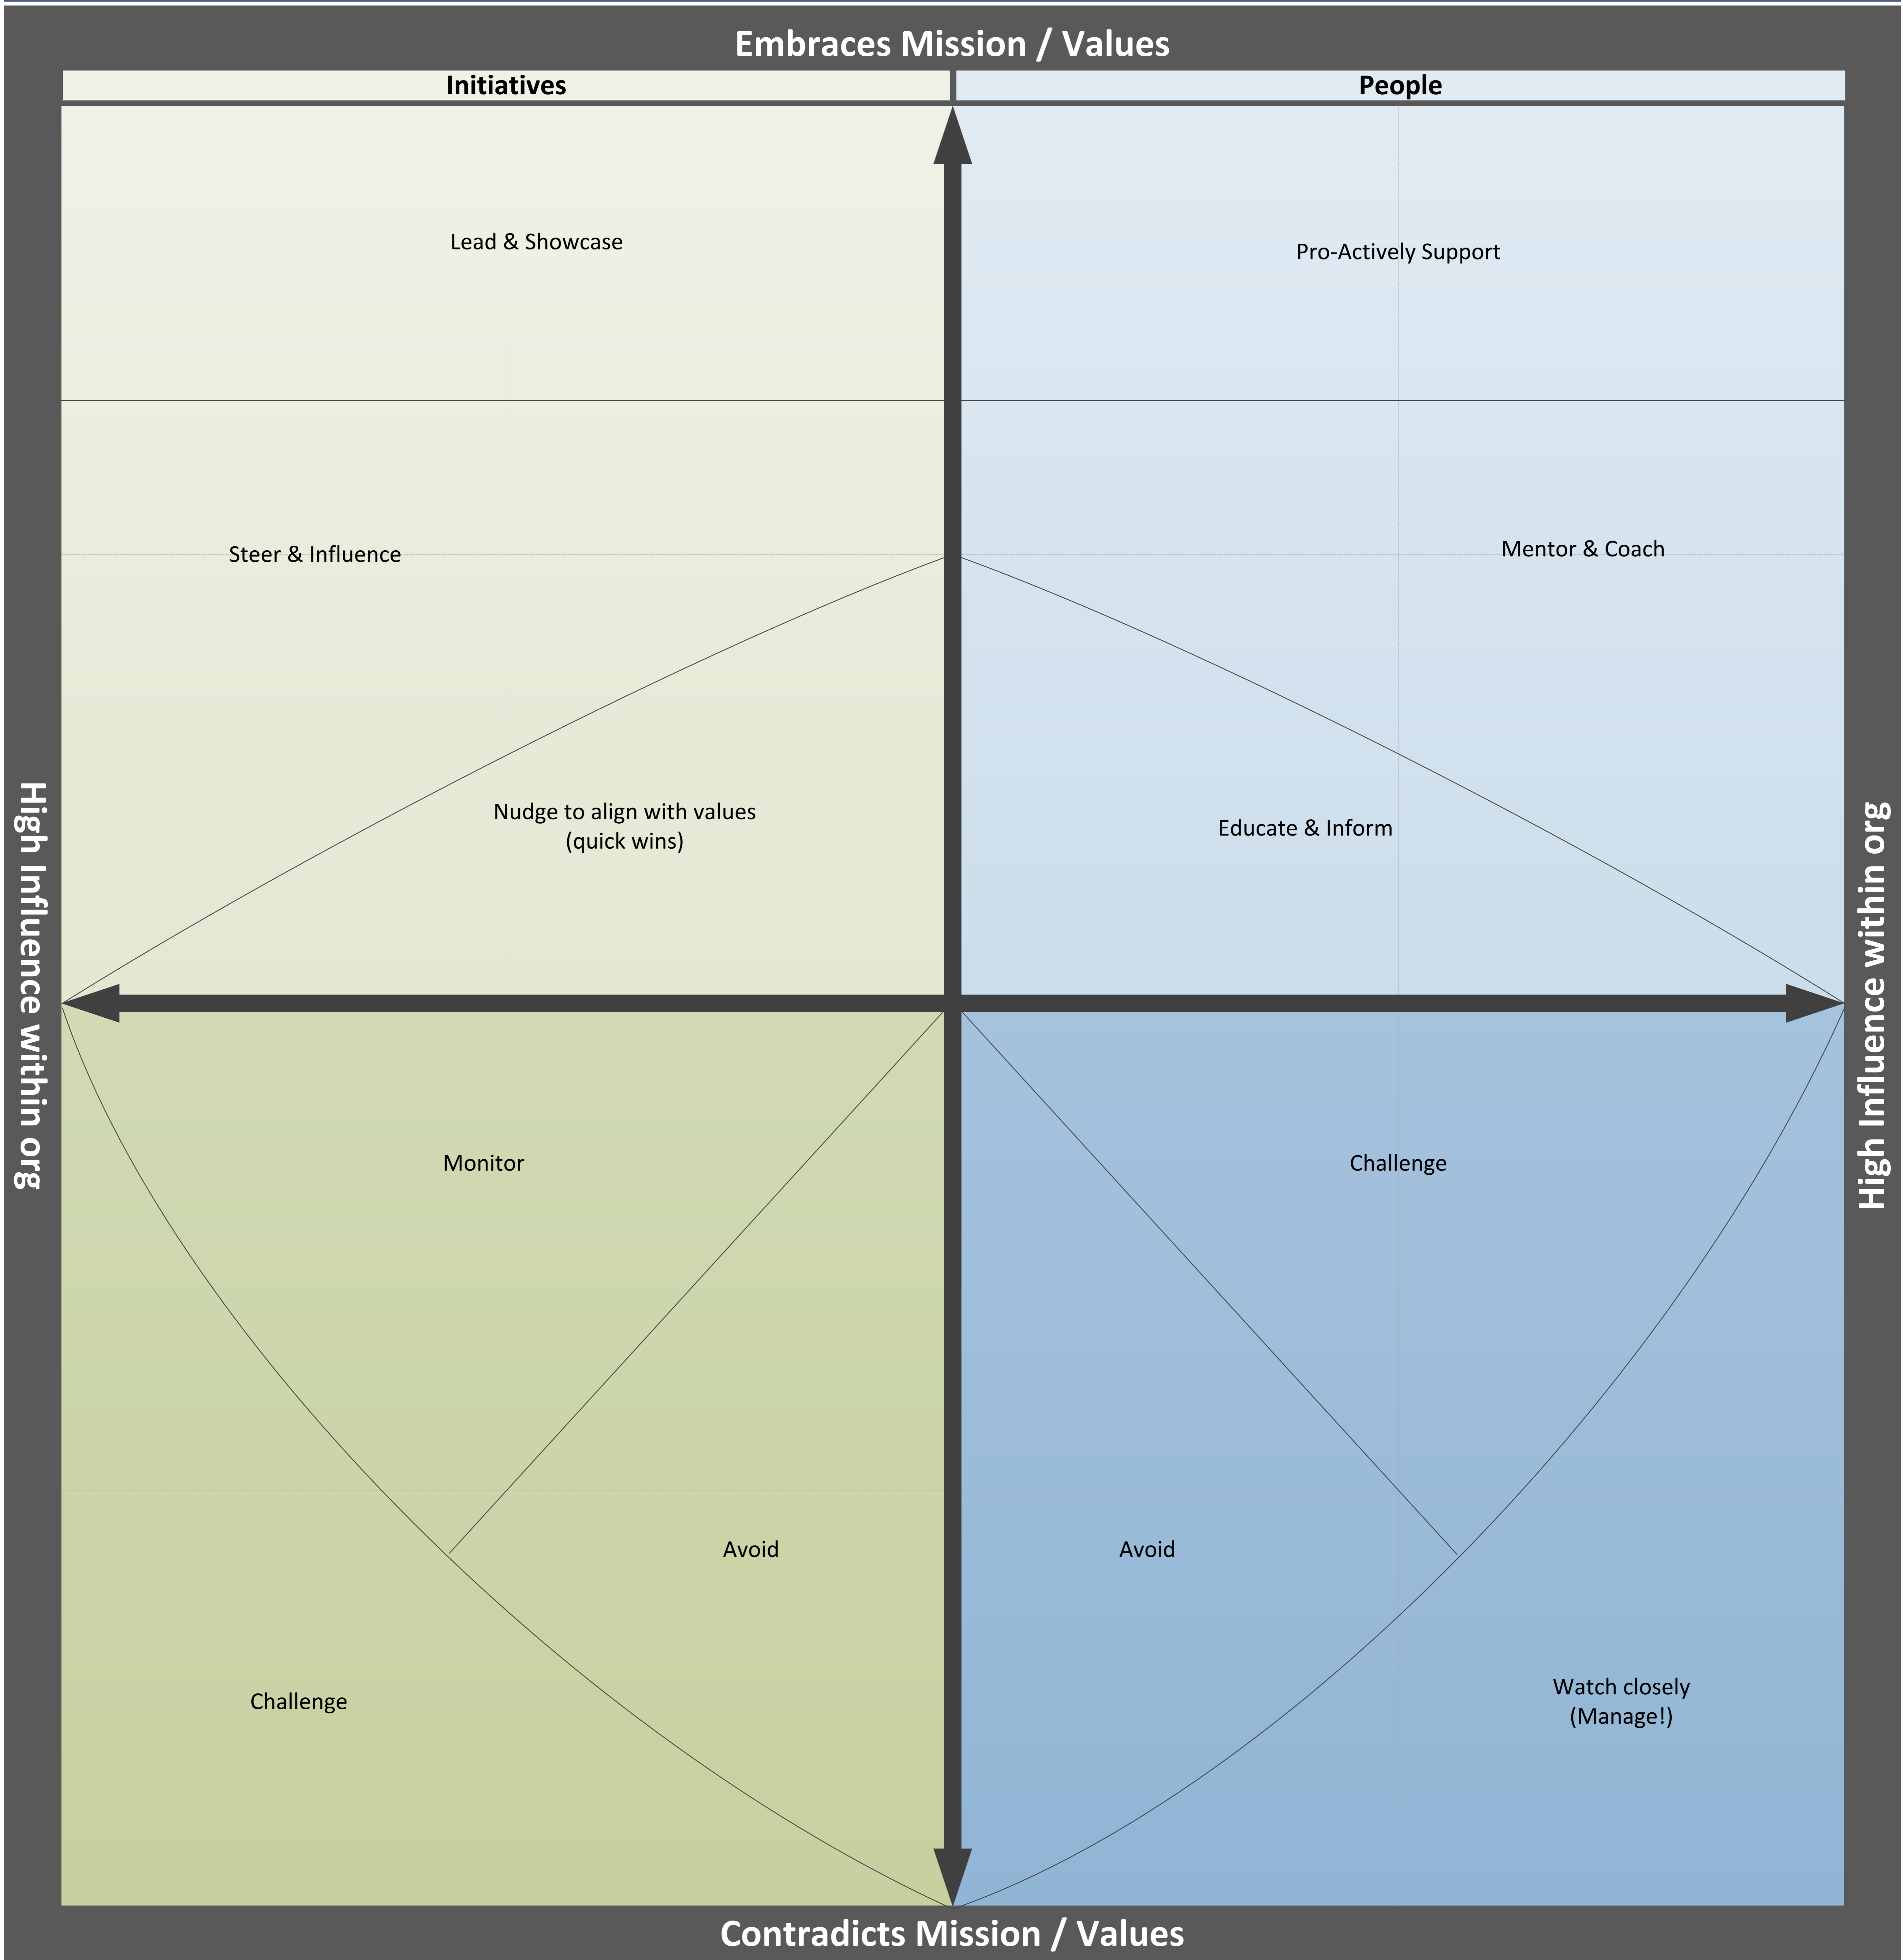 Embraces Mission / Values
Initiatives
People
Lead & Showcase
Pro-Actively Support
Steer & Influence
Mentor & Coach
Nudge to align with values
(quick wins)
Educate & Inform
High Influence within org
High Influence within org
Monitor
Challenge
Avoid
Avoid
Challenge
Watch closely
(Manage!)
Contradicts Mission / Values